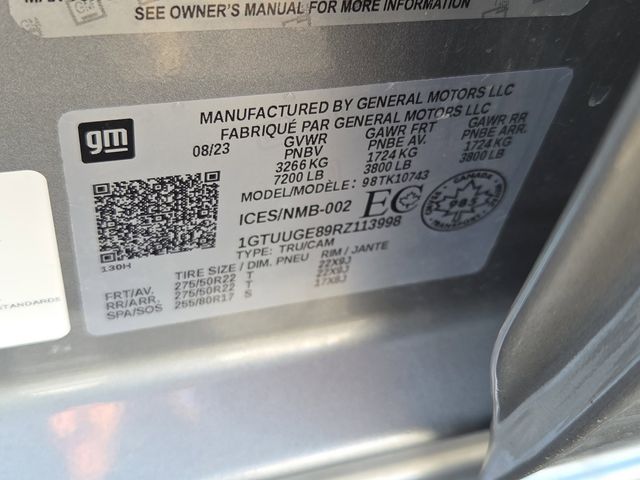 SEE OWNER'S MANUAL FOR MORE INFORMATION
gm
MANUFACTURED BY GENERAL MOTORS LLC
FABRIQUÉ PAR GENERAL MOTORS LLC
08/23 GVWR GAWR FRT GAWR RR
PNBV PNBE AV. PNBE ARR.
3266 KG 1724 KG 1724 KG
7200 LB 3800 LB 3800 LB
MODEL/MODÈLE: 98TK10743
ICES/NMB-002 EC
CANADA
985
1GTUUGE89RZ113998
TYPE: TRU/CAM
130H
TIRE SIZE / DIM. PNEU RIM / JANTE
FRT/AV. 275/50R22 T 22X9J
RR/ARR. 275/50R22 T 22X9J
SPA/SOS 255/80R17 S 17X8J
STANDARDS